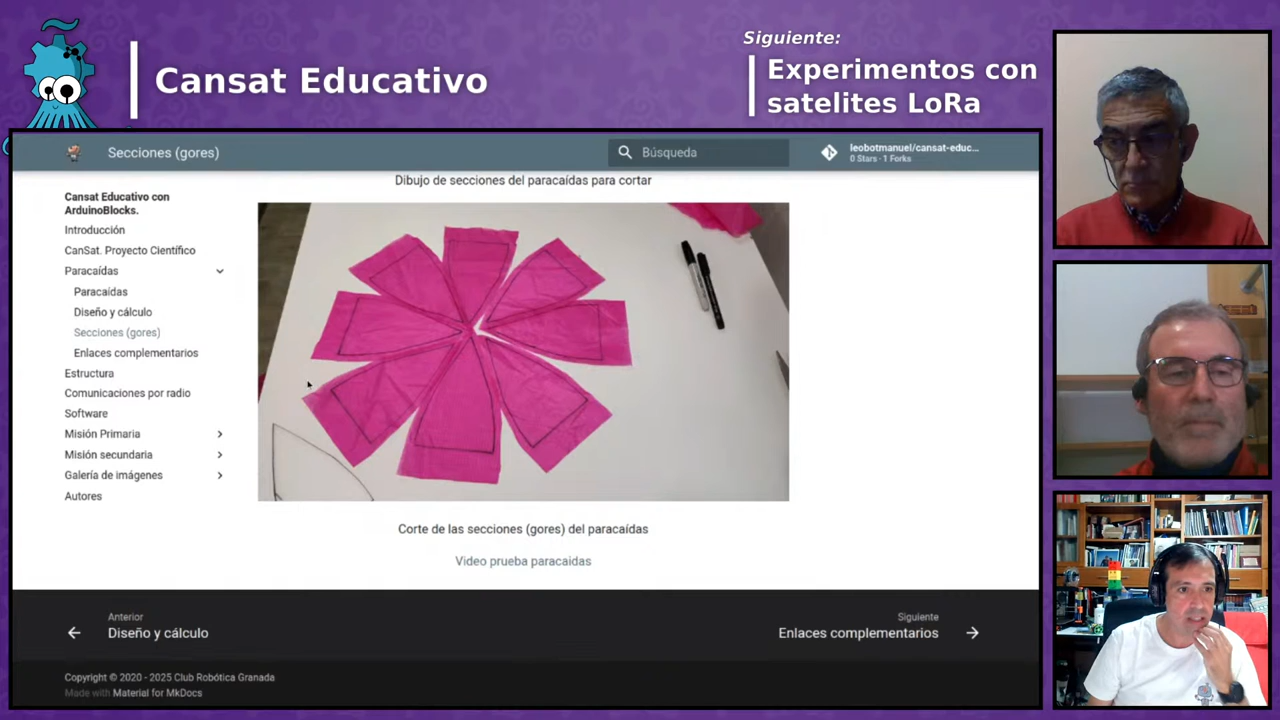 Cansat Educativo
Siguiente:
Experimentos con
satelites LoRa
Secciones (gores)
Búsqueda
leobotmanuel/cansat-educ...
0 Stars · 1 Forks
Cansat Educativo con
ArduinoBlocks.
Introducción
CanSat. Proyecto Científico
Paracaídas
Paracaídas
Diseño y cálculo
Secciones (gores)
Enlaces complementarios
Estructura
Comunicaciones por radio
Software
Misión Primaria
Misión secundaria
Galería de imágenes
Autores
Dibujo de secciones del paracaídas para cortar
Corte de las secciones (gores) del paracaídas
Video prueba paracaidas
Anterior
Diseño y cálculo
Siguiente
Enlaces complementarios
Copyright © 2020 - 2025 Club Robótica Granada
Made with Material for MkDocs